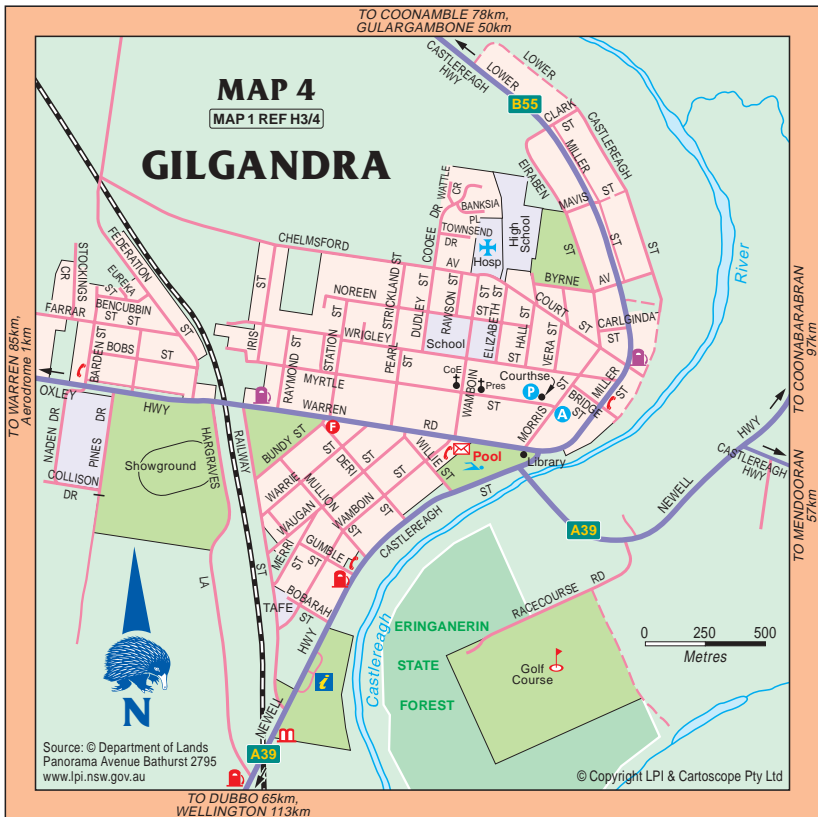 TO COONAMBLE 78km,
GULARGAMBONE 50km
MAP 4
MAP 1 REF H3/4
GILGANDRA
CASTLEREAGH
HWY
LOWER
LOWER
CASTLEREAGH
ST
B55
CLARK
ST
MILLER
ST
EIRABEN
ST
MAVIS
ST
River
WATTLE
CR
BANKSIA
PL
COOEE
DR
TOWNSEND
DR
AV
Hosp
High
School
BYRNE
AV
CHELMSFORD
STOCKINGS
CR
FEDERATION
ST
EUREKA
ST
BENCUBBIN
ST
FARRAR
ST
BARDEN ST
BOBS
ST
IRIS
ST
NOREEN
ST
STRICKLAND ST
DUDLEY
ST
RAWSON ST
ST
ELIZABETH ST
ST
HALL ST
COURT
ST
VERA ST
CARLGINDAT
ST
School
WRIGLEY
ST
PEARL
ST
STATION ST
RAYMOND ST
MYRTLE
ST
CoE
Pres
WAMBOIN
ST
Courthse
P
A
MORRIS
ST
BRIDGE
ST
MILLER
ST
TO WARREN 85km,
Aerodrome 1km
OXLEY
HWY
WARREN
RD
NADEN DR
PINES DR
COLLISON
DR
Showground
HARGRAVES
LA
RAILWAY
ST
BUNDY ST
F
WARRIE
ST
DERI
ST
MULLION
ST
WAUGAN
ST
WAMBOIN
ST
WILLIE ST
Pool
Library
CASTLEREAGH
ST
MERRI
ST
GUMBLE
BOBARAH
ST
TAFE
HWY
NEWELL
i
A39
A39
NEWELL
HWY
CASTLEREAGH
HWY
TO COONABARABRAN
97km
TO MENDOORAN
57km
RACECOURSE RD
Castlereagh
ERINGANERIN
STATE
FOREST
Golf
Course
0 250 500
Metres
N
Source: © Department of Lands
Panorama Avenue Bathurst 2795
www.lpi.nsw.gov.au
© Copyright LPI & Cartoscope Pty Ltd
TO DUBBO 65km,
WELLINGTON 113km